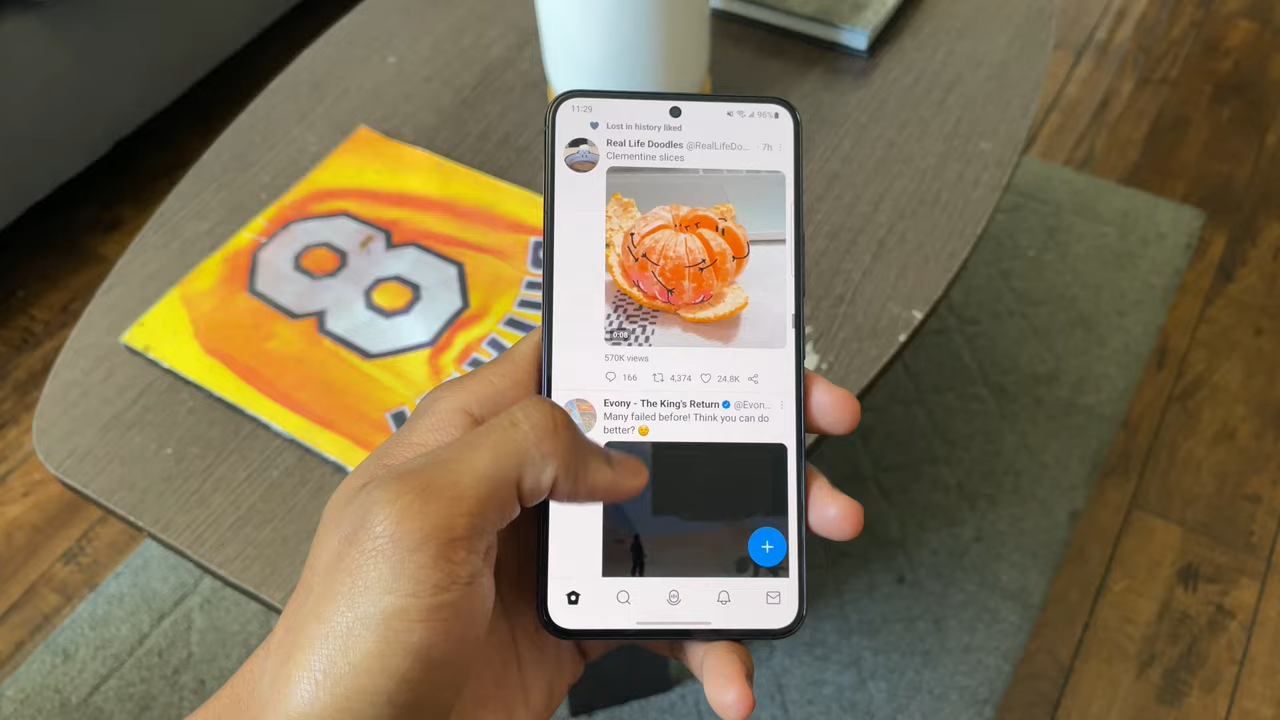 11:29
96%
Lost in history liked
Real Life Doodles @RealLifeDo... · 7h
Clementine slices
0:08
570K views
166 4,374 24.8K
Evony - The King's Return @Evon...
Many failed before! Think you can do
better? 😉
8